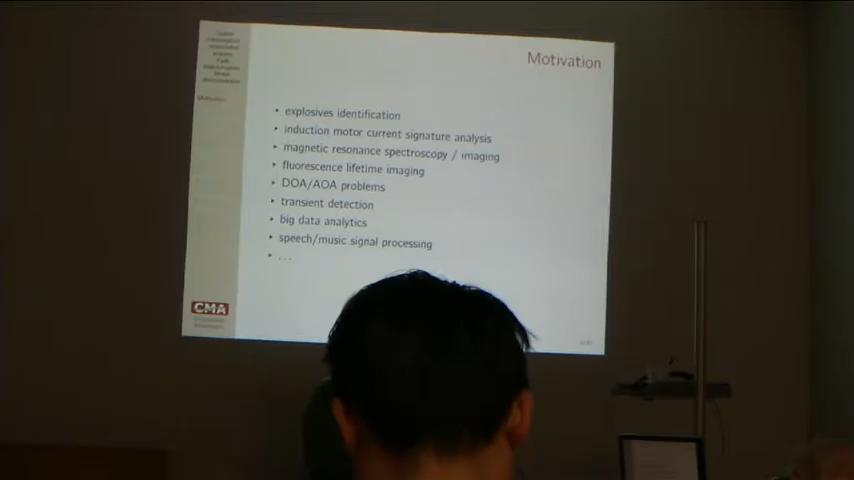 Motivation
Motivation
• explosives identification
• induction motor current signature analysis
• magnetic resonance spectroscopy / imaging
• fluorescence lifetime imaging
• DOA/AOA problems
• transient detection
• big data analytics
• speech/music signal processing
• ...
CMA